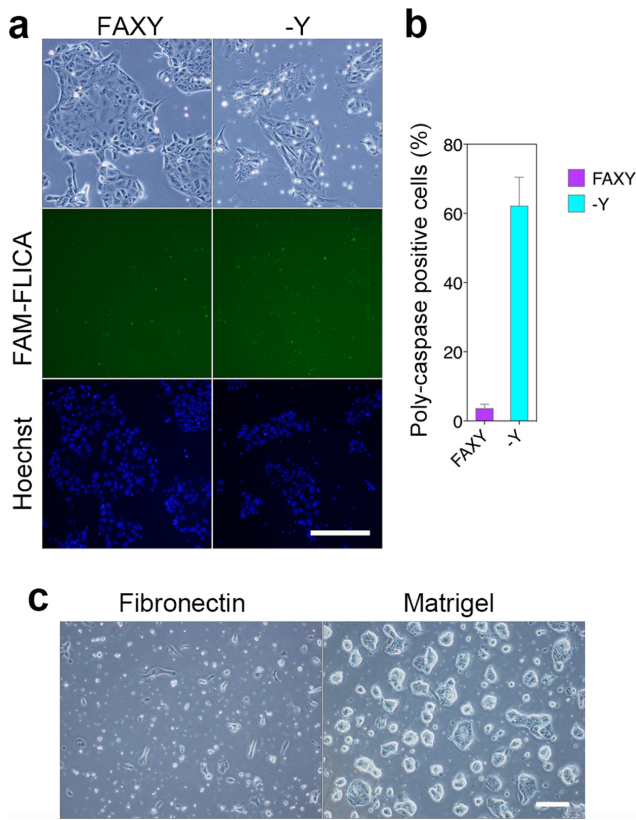 a
FAXY
-Y
FAM-FLICA
Hoechst
b
Poly-caspase positive cells (%)
80
60
40
20
0
FAXY
-Y
FAXY
-Y
c
Fibronectin
Matrigel